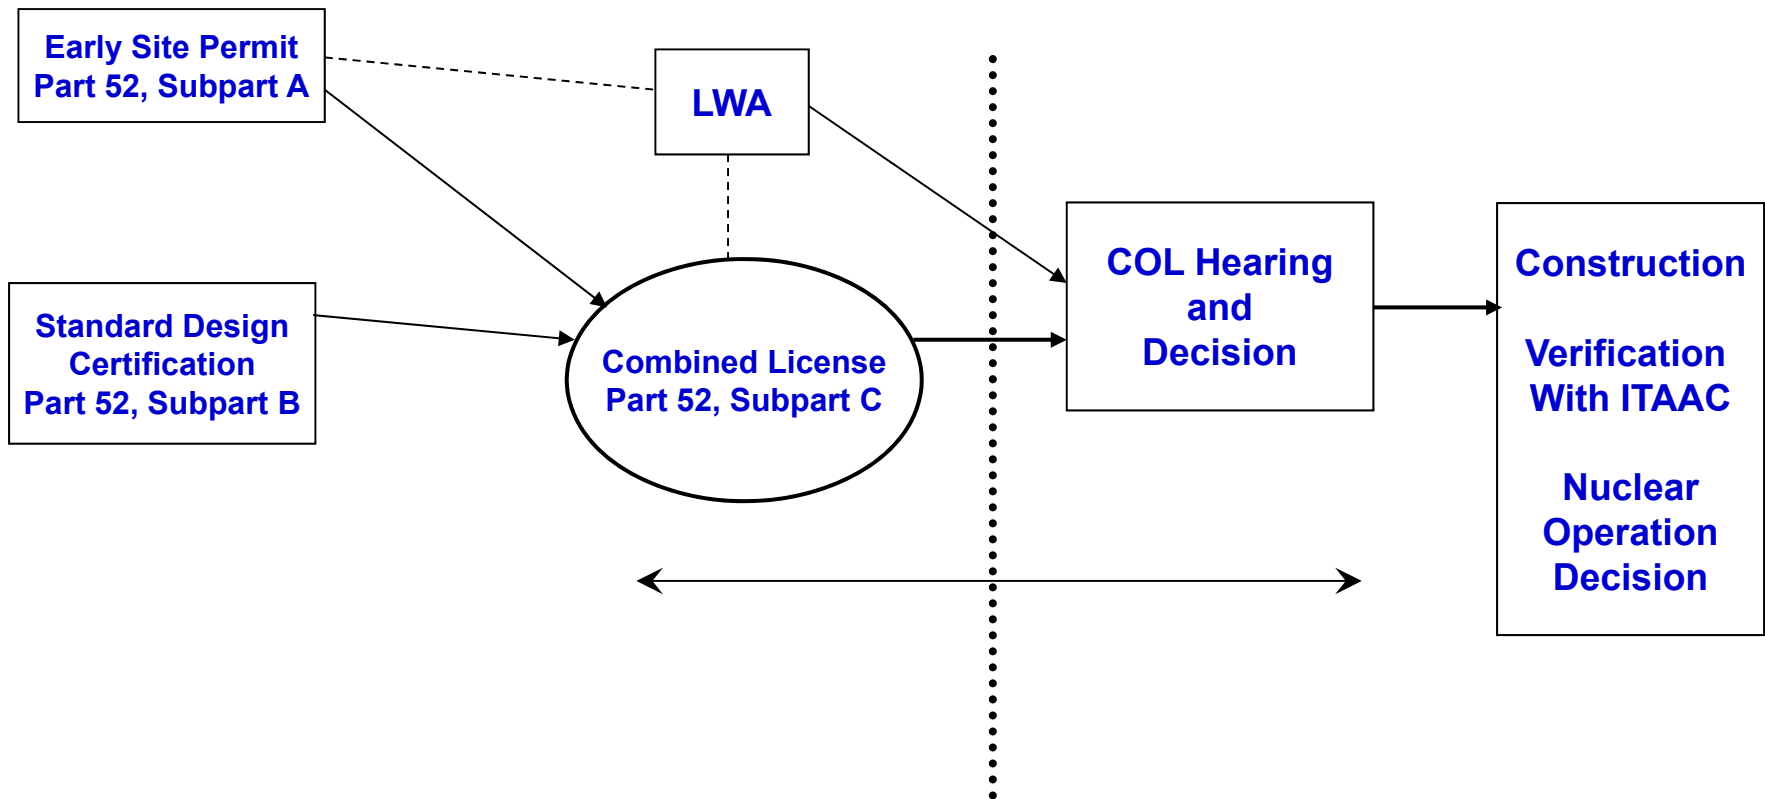 Early Site Permit
Part 52, Subpart A
LWA
Standard Design
Certification
Part 52, Subpart B
Combined License
Part 52, Subpart C
COL Hearing
and
Decision
Construction
Verification
With ITAAC
Nuclear
Operation
Decision